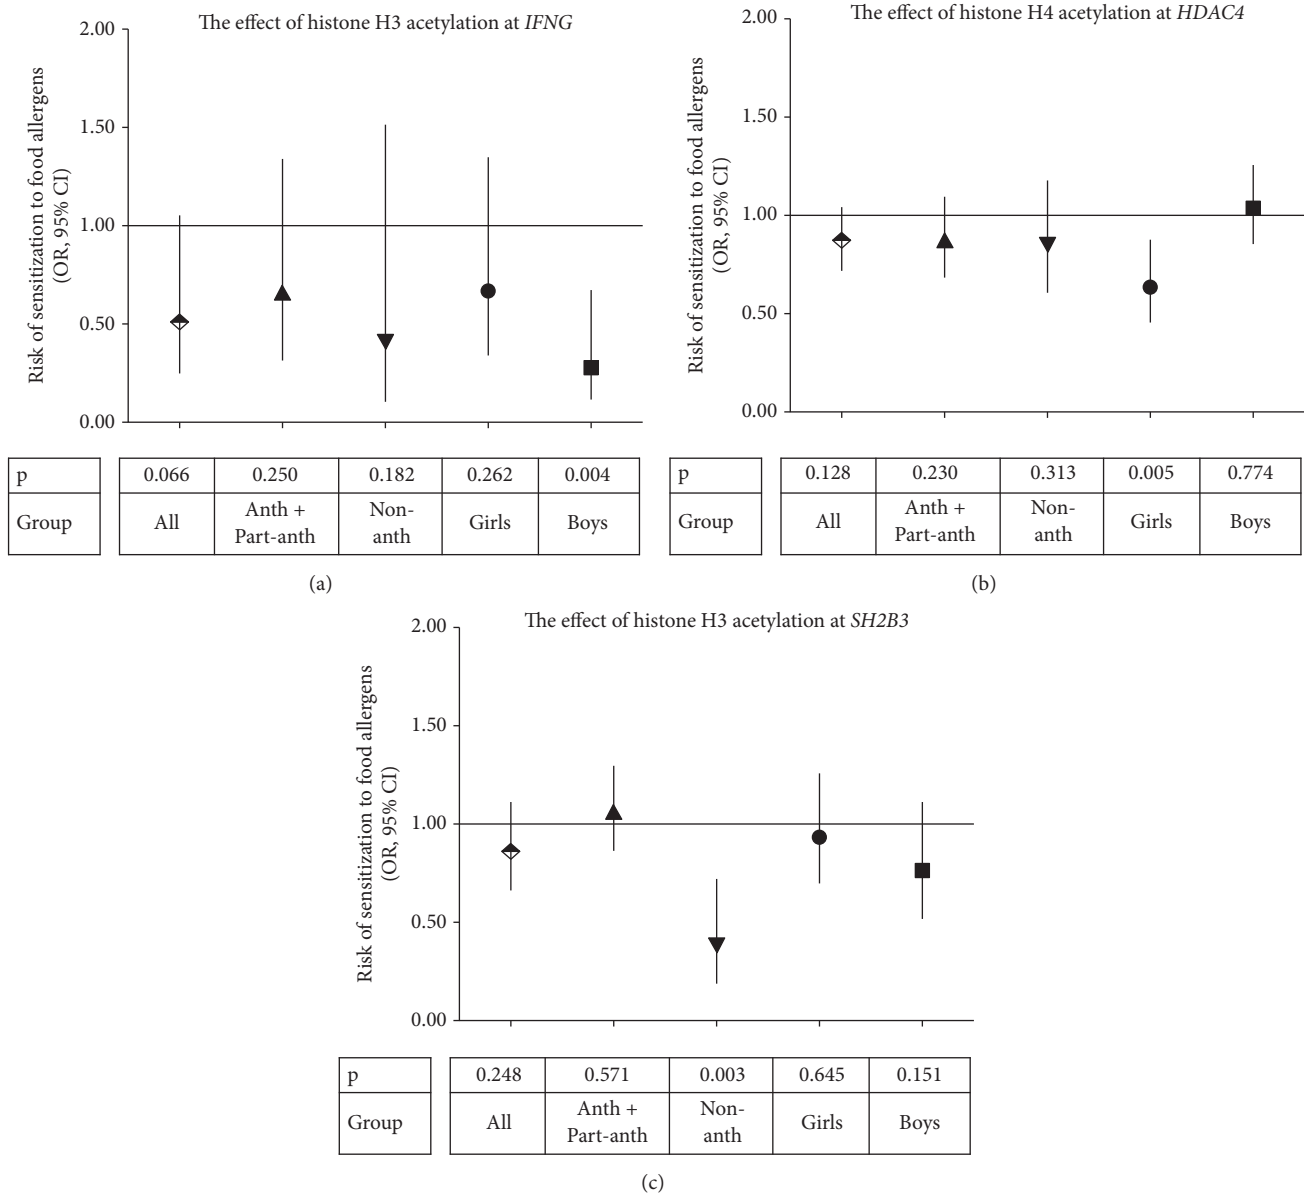 The effect of histone H3 acetylation at IFNG
2.00
1.50
1.00
0.50
0.00
Risk of sensitization to food allergens
(OR, 95% CI)
p 0.066 0.250 0.182 0.262 0.004
Group All Anth + Part-anth Non-anth Girls Boys
(a)
The effect of histone H4 acetylation at HDAC4
2.00
1.50
1.00
0.50
0.00
Risk of sensitization to food allergens
(OR, 95% CI)
p 0.128 0.230 0.313 0.005 0.774
Group All Anth + Part-anth Non-anth Girls Boys
(b)
The effect of histone H3 acetylation at SH2B3
2.00
1.50
1.00
0.50
0.00
Risk of sensitization to food allergens
(OR, 95% CI)
p 0.248 0.571 0.003 0.645 0.151
Group All Anth + Part-anth Non-anth Girls Boys
(c)